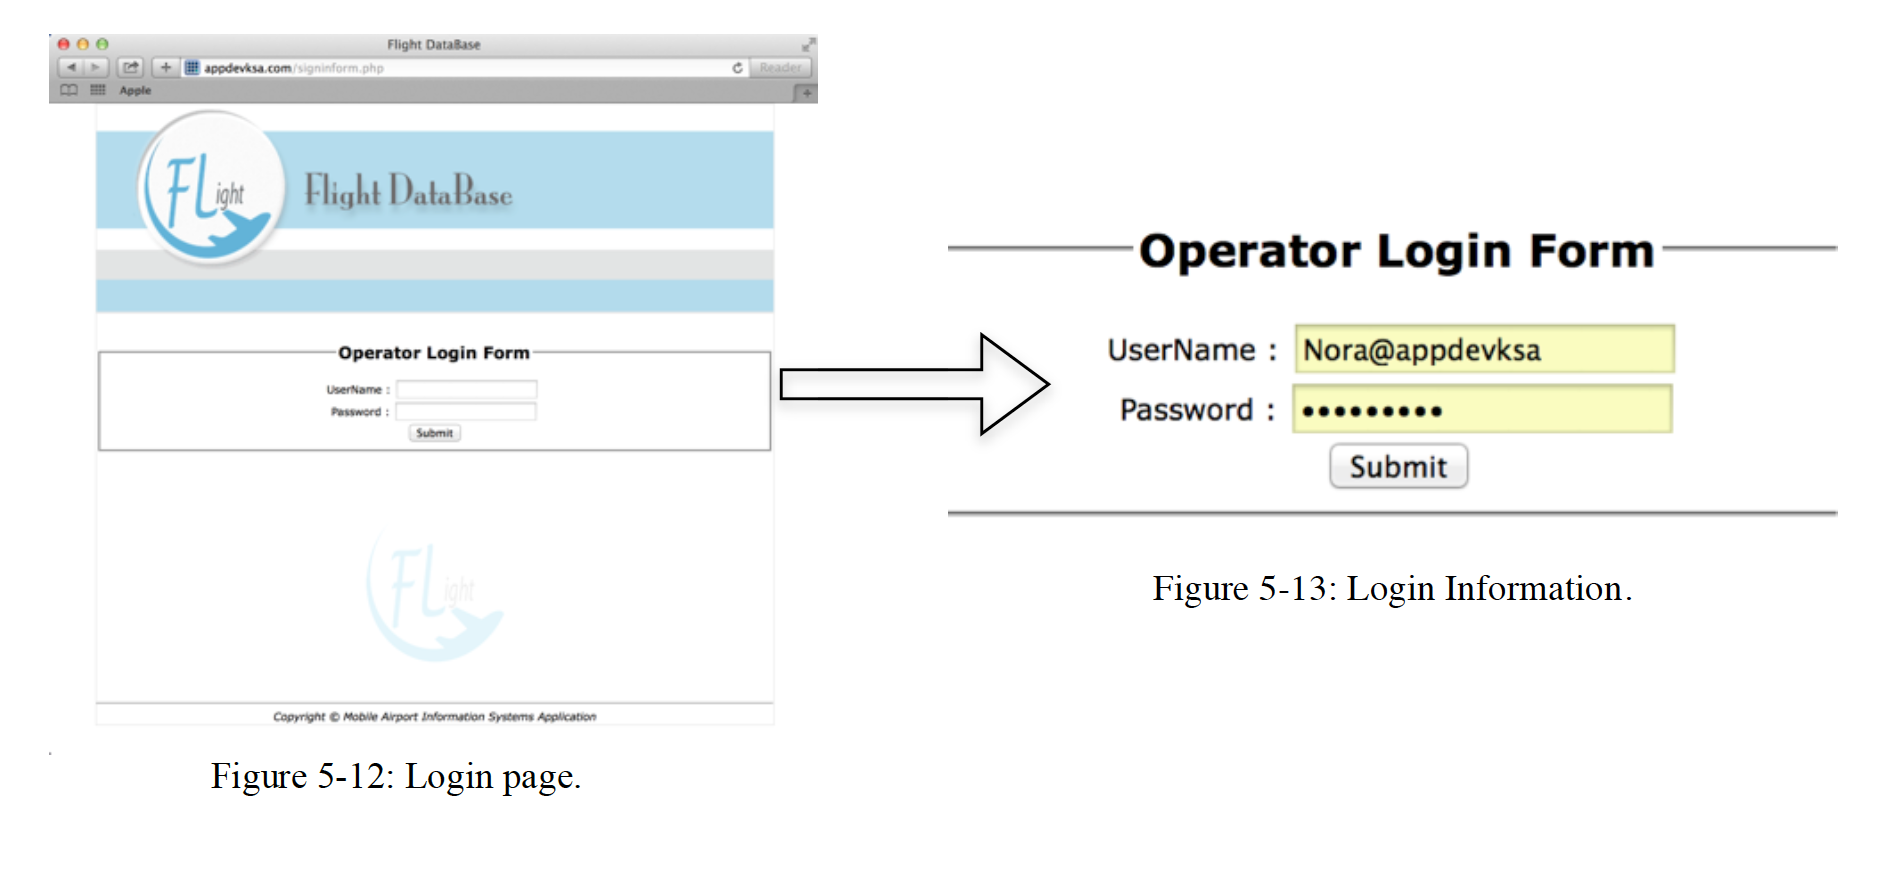 Flight DataBase
appdevksa.com/signinform.php
Reader
Apple
FLight
Flight DataBase
Operator Login Form
UserName :
Password :
Submit
FLight
Copyright © Mobile Airport Information Systems Application
Figure 5-12: Login page.
Operator Login Form
UserName : Nora@appdevksa
Password : •••••••••
Submit
Figure 5-13: Login Information.